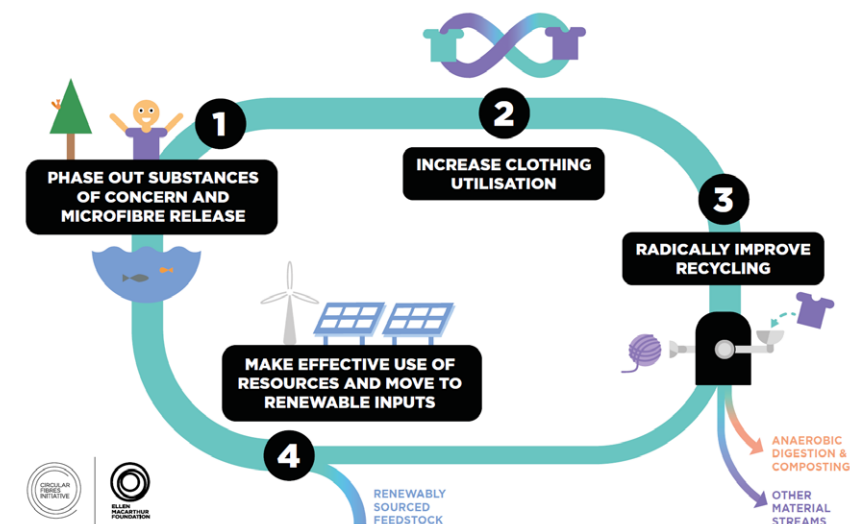 1
PHASE OUT SUBSTANCES
OF CONCERN AND
MICROFIBRE RELEASE
2
INCREASE CLOTHING
UTILISATION
3
RADICALLY IMPROVE
RECYCLING
MAKE EFFECTIVE USE OF
RESOURCES AND MOVE TO
RENEWABLE INPUTS
4
ANAEROBIC
DIGESTION &
COMPOSTING
OTHER
MATERIAL
STREAMS
RENEWABLY
SOURCED
FEEDSTOCK
CIRCULAR
FIBRES
INITIATIVE
ELLEN
MACARTHUR
FOUNDATION